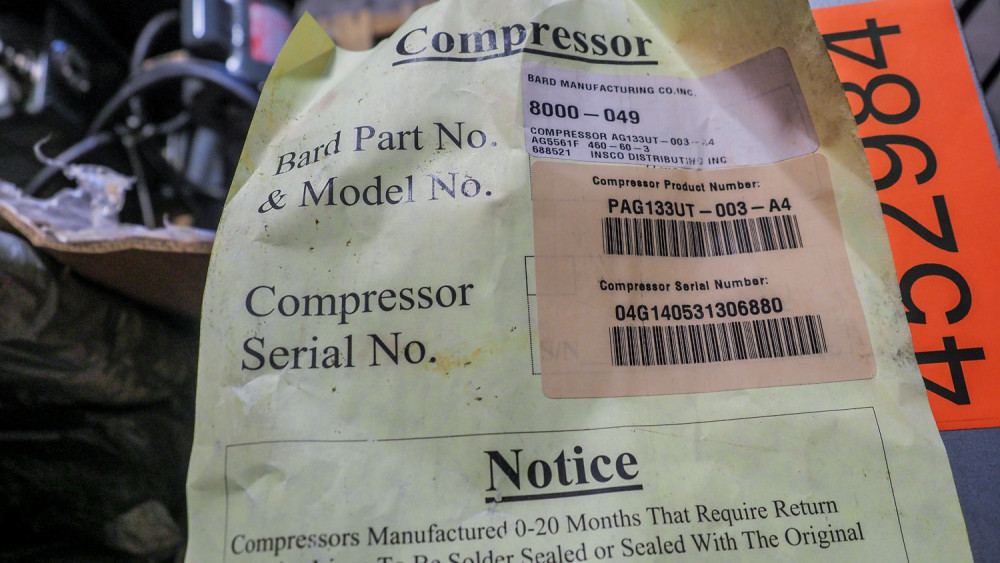 Compressor
BARD MANUFACTURING CO.INC.
8000-049
COMPRESSOR AG133UT-003-A4
AG5561F 460-60-3
688521 INSCO DISTRIBUTING INC
Bard Part No.
& Model No.
Compressor Product Number:
PAG133UT-003-A4
Compressor Serial Number:
04G140531306880
Compressor
Serial No.
S/N
Notice
Compressors Manufactured 0-20 Months That Require Return
To Be Solder Sealed or Sealed With The Original